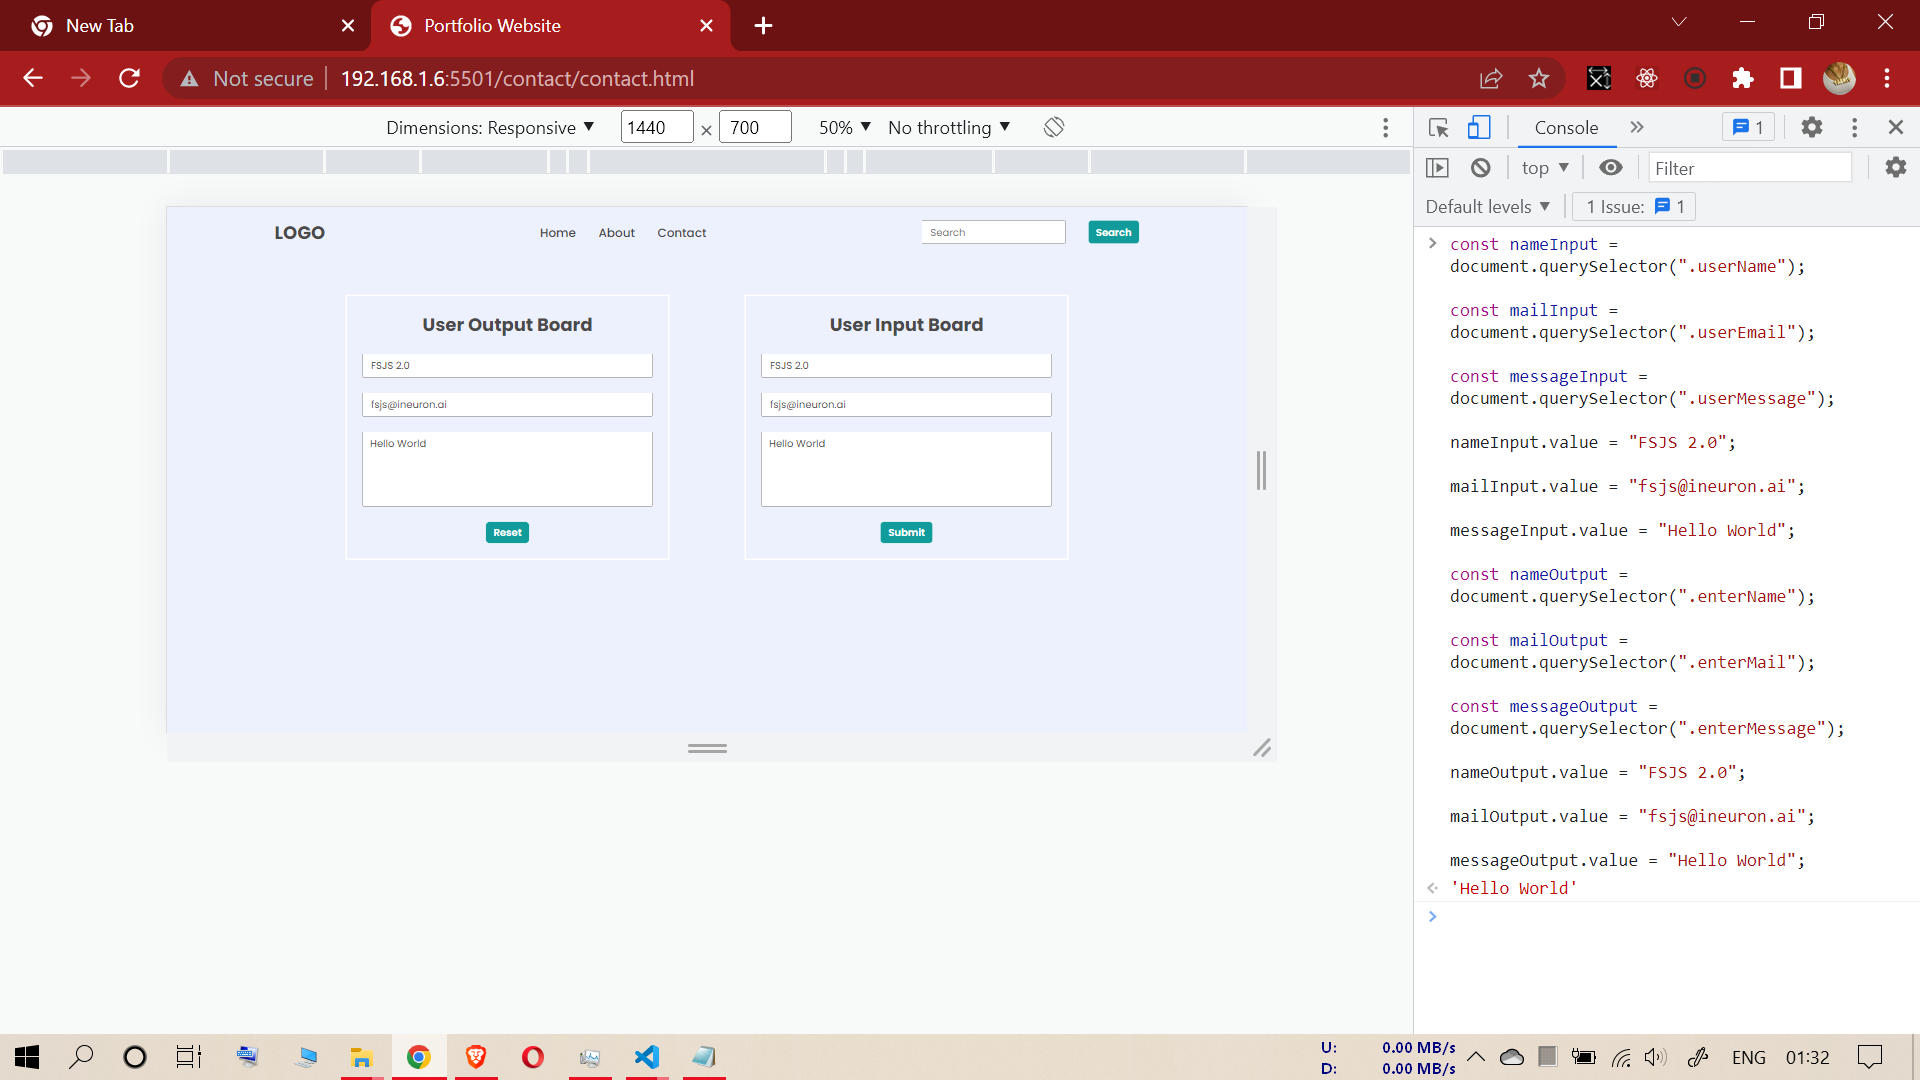 New Tab
Portfolio Website
Not secure
192.168.1.6:5501/contact/contact.html
Dimensions: Responsive ▼ 1440 × 700 50% ▼ No throttling ▼
Console » 1
top ▼ Filter
Default levels ▼ 1 Issue: 1
LOGO Home About Contact Search Search
User Output Board
FSJS 2.0
fsjs@ineuron.ai
Hello World
Reset
User Input Board
FSJS 2.0
fsjs@ineuron.ai
Hello World
Submit
const nameInput =
document.querySelector(".userName");
const mailInput =
document.querySelector(".userEmail");
const messageInput =
document.querySelector(".userMessage");
nameInput.value = "FSJS 2.0";
mailInput.value = "fsjs@ineuron.ai";
messageInput.value = "Hello World";
const nameOutput =
document.querySelector(".enterName");
const mailOutput =
document.querySelector(".enterMail");
const messageOutput =
document.querySelector(".enterMessage");
nameOutput.value = "FSJS 2.0";
mailOutput.value = "fsjs@ineuron.ai";
messageOutput.value = "Hello World";
'Hello World'
U: 0.00 MB/s
D: 0.00 MB/s
ENG 01:32